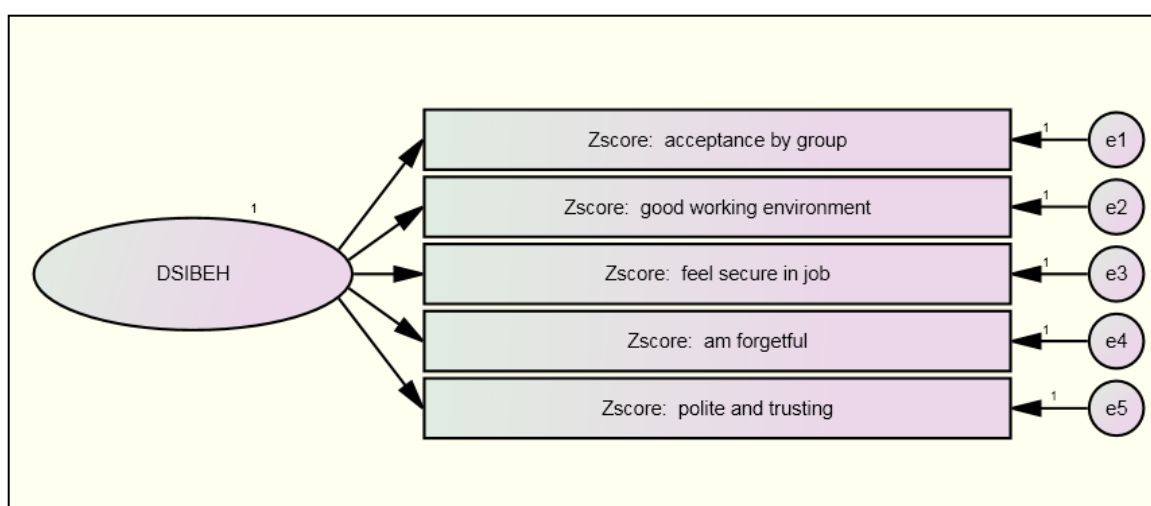 1
DSIBEH
Zscore: acceptance by group
1
e1
Zscore: good working environment
1
e2
Zscore: feel secure in job
1
e3
Zscore: am forgetful
1
e4
Zscore: polite and trusting
1
e5